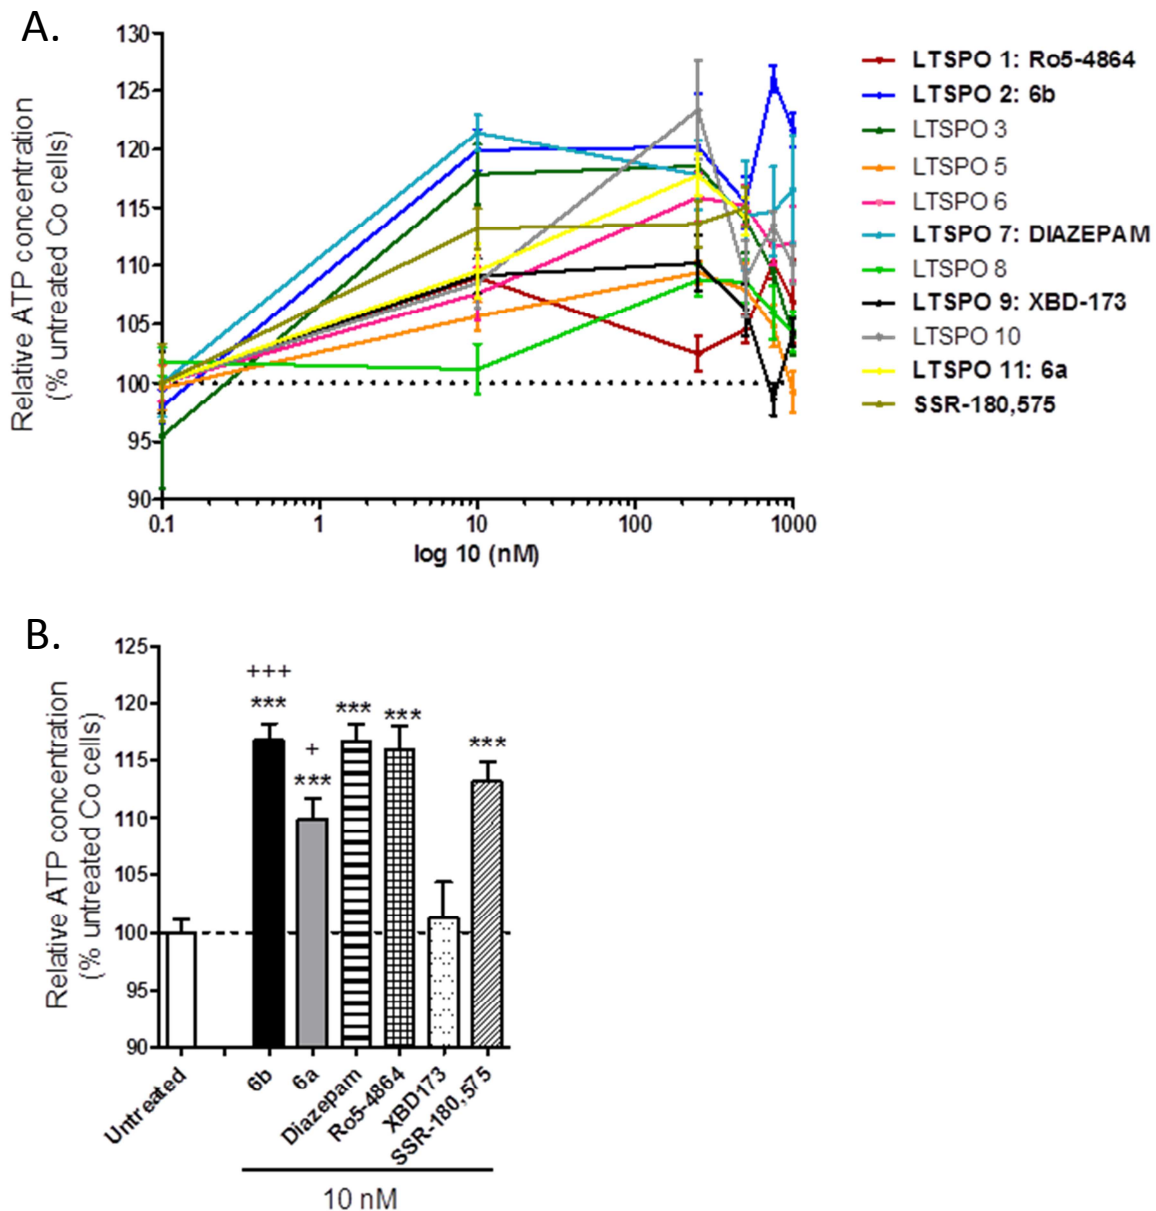 A.
Relative ATP concentration
(% untreated Co cells)
130
125
120
115
110
105
100
95
90
0.1
1
10
100
1000
log 10 (nM)
LTSPO 1: Ro5-4864
LTSPO 2: 6b
LTSPO 3
LTSPO 5
LTSPO 6
LTSPO 7: DIAZEPAM
LTSPO 8
LTSPO 9: XBD-173
LTSPO 10
LTSPO 11: 6a
SSR-180,575
B.
Relative ATP concentration
(% untreated Co cells)
125
120
115
110
105
100
95
90
+++
***
+
***
***
***
***
Untreated
6b
6a
Diazepam
Ro5-4864
XBD173
SSR-180,575
10 nM